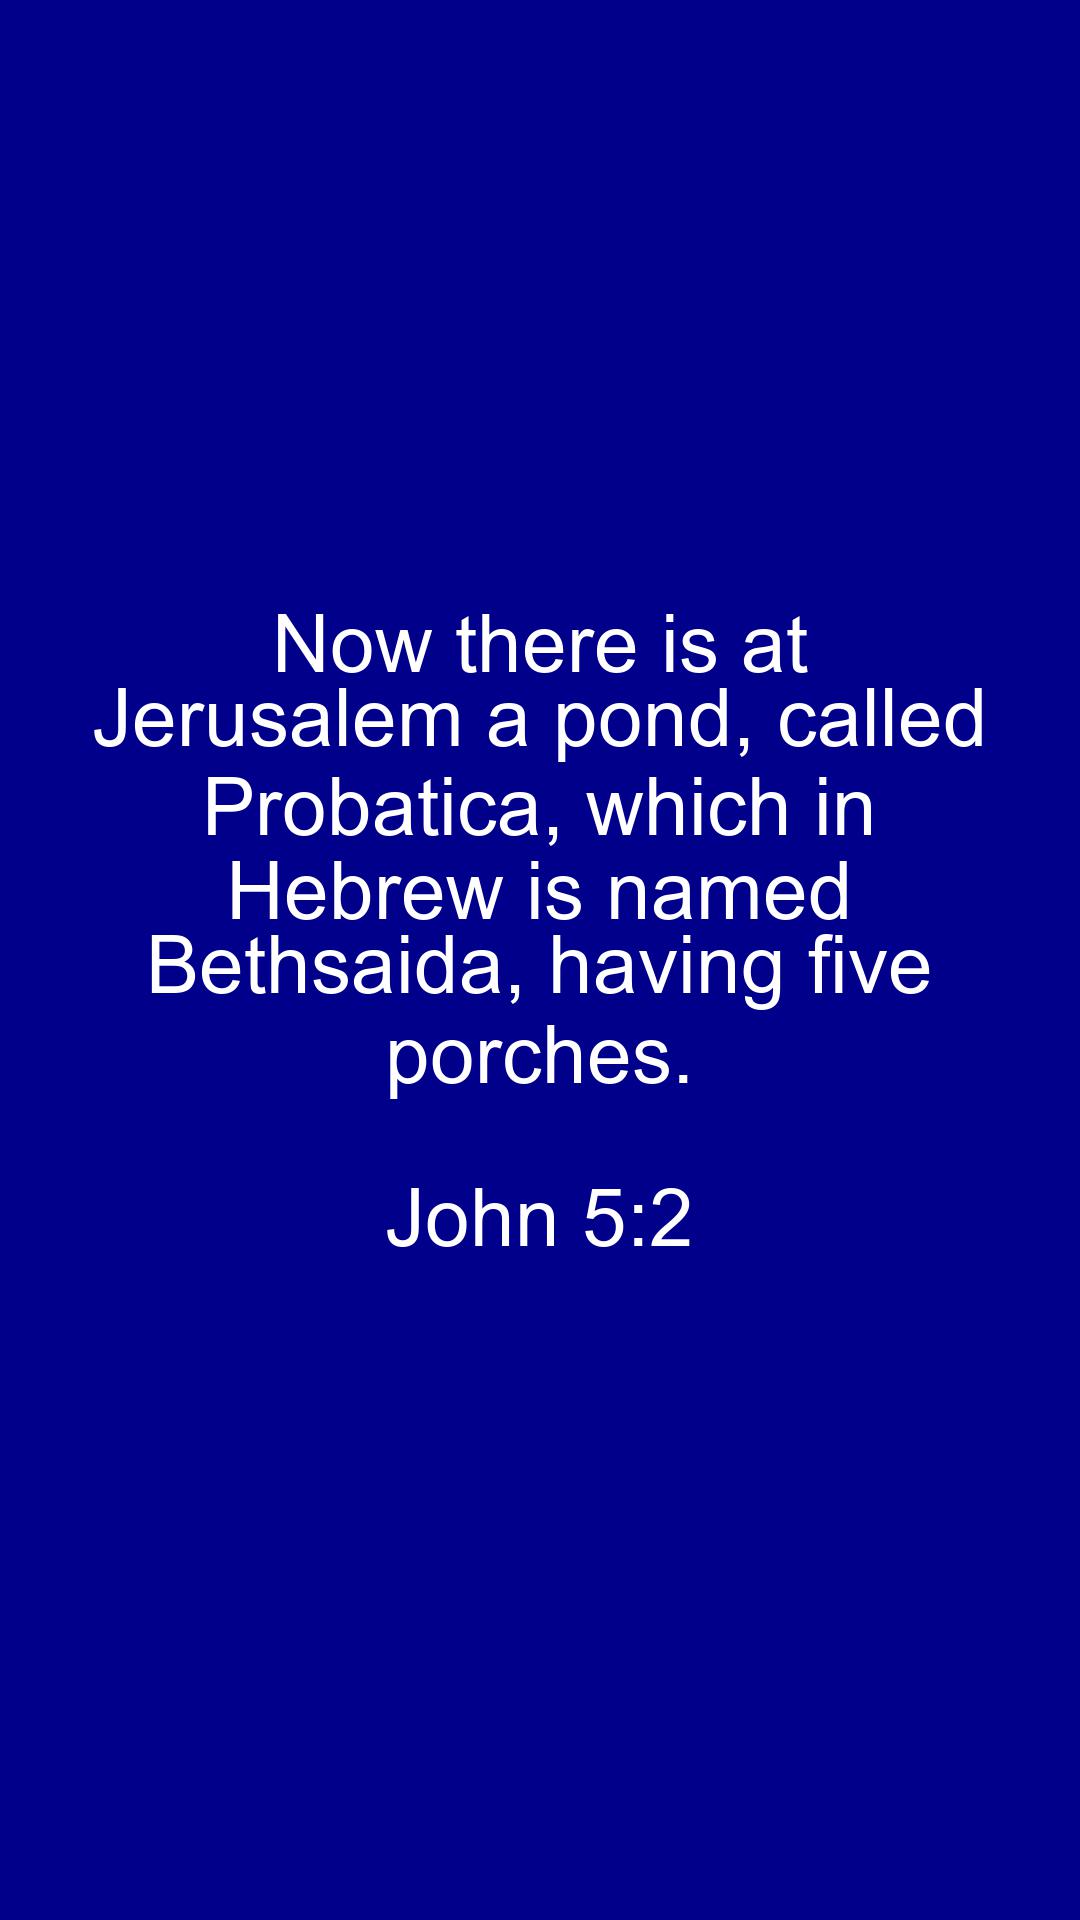 Now there is at
Jerusalem a pond, called
Probatica, which in
Hebrew is named
Bethsaida, having five
porches.
John 5:2